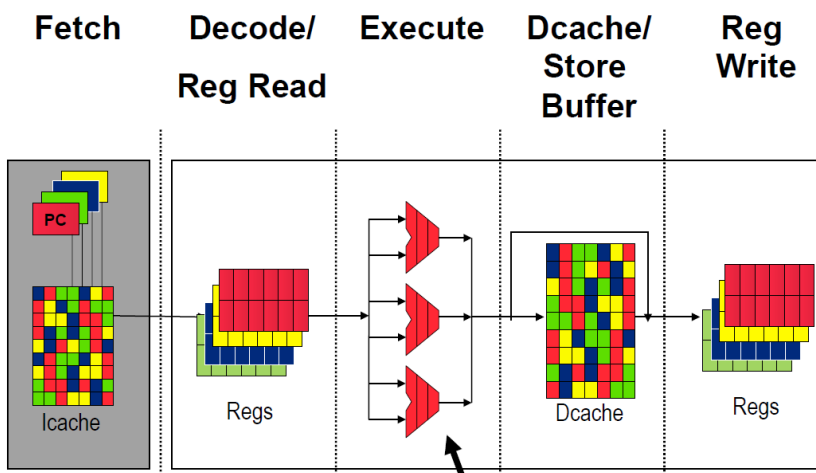 Fetch
Decode/
Reg Read
Execute
Dcache/
Store
Buffer
Reg
Write
PC
Icache
Regs
Dcache
Regs